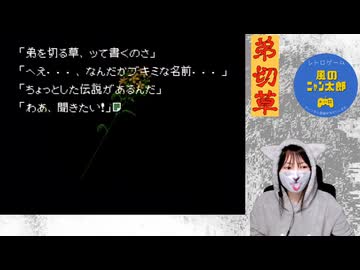 「弟を切る草、ッて書くのさ」
「へえ・・・、なんだかブキミな名前・・・」
「ちょっとした伝説があるんだ」
「わあ、聞きたい!」
弟切草
レトロゲーム
風の
ニャン太郎